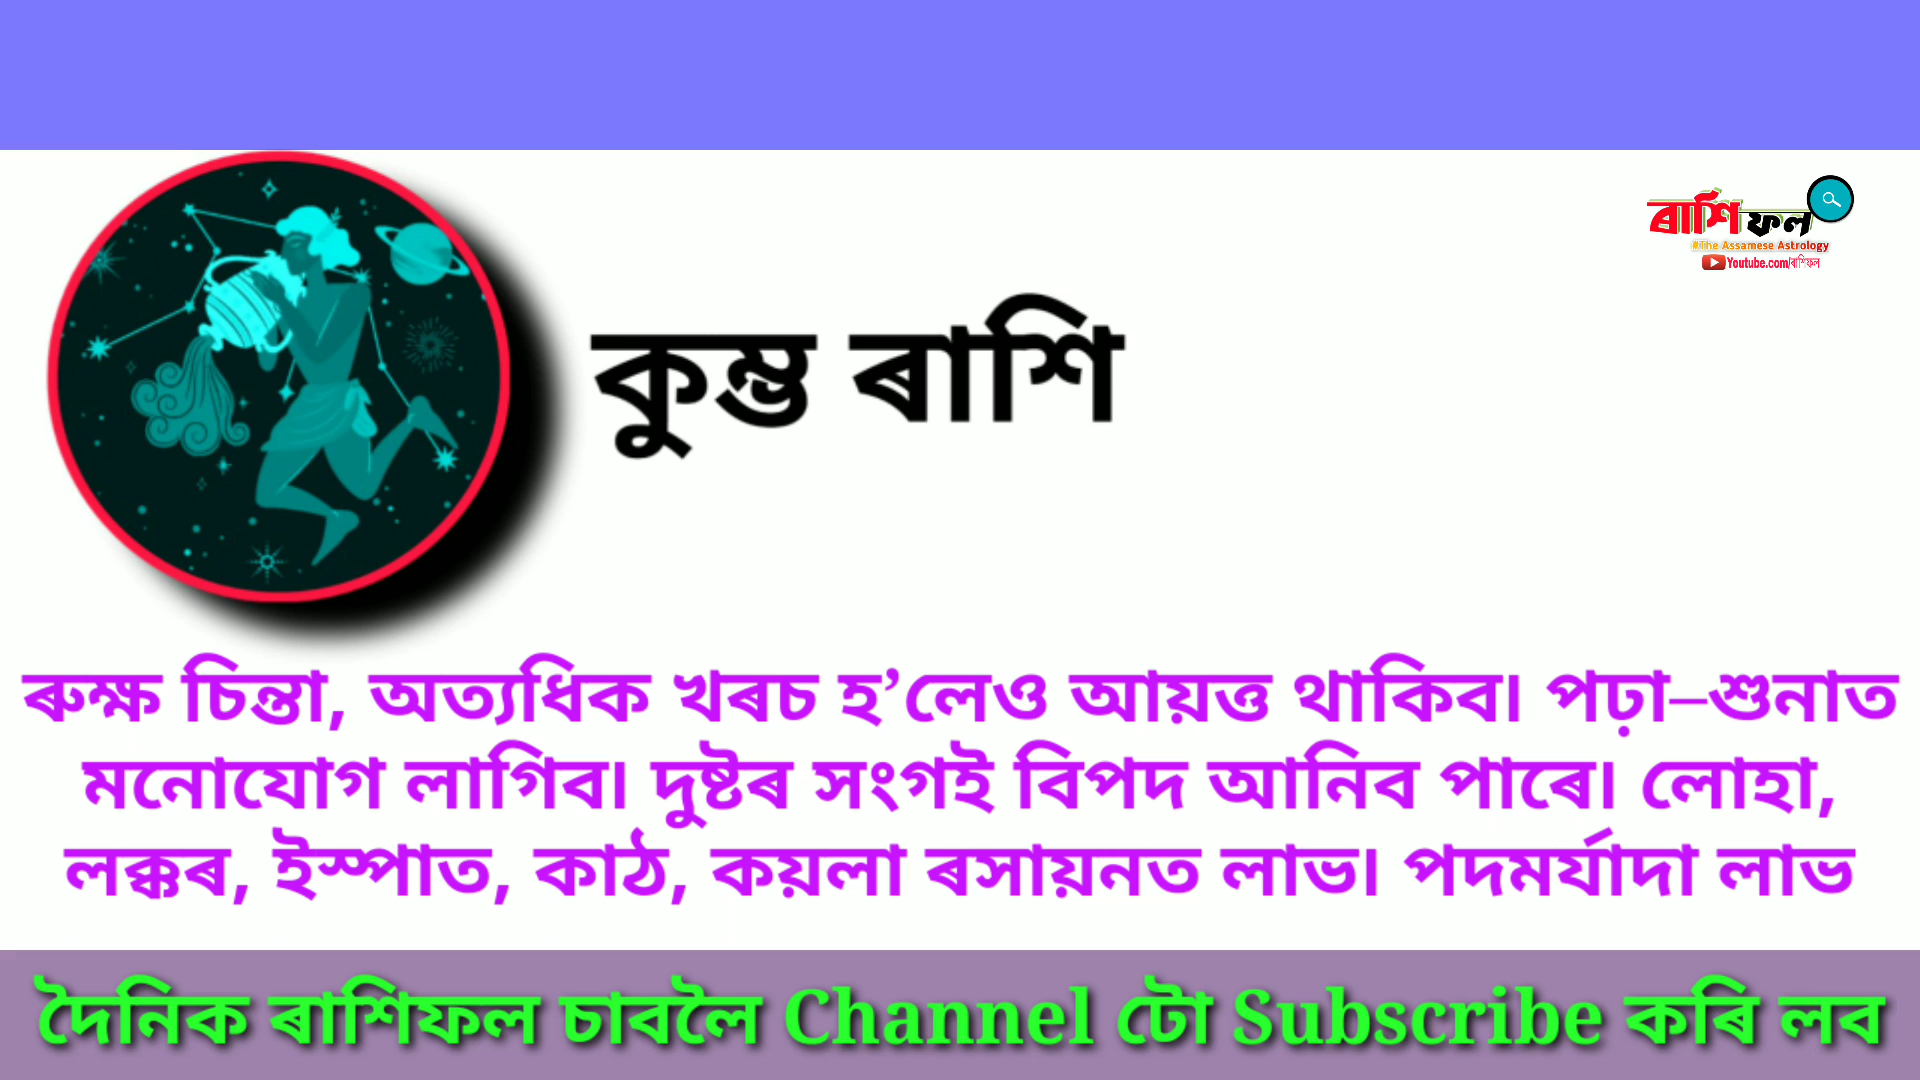 ৰাশি ফল
#The Assamese Astrology
Youtube.com/ৰাশিফল
কুম্ভ ৰাশি
ৰুক্ষ চিন্তা, অত্যধিক খৰচ হ’লেও আয়ত্ত থাকিব। পঢ়া–শুনাত
মনোযোগ লাগিব। দুষ্টৰ সংগই বিপদ আনিব পাৰে। লোহা,
লক্কৰ, ইস্পাত, কাঠ, কয়লা ৰসায়নত লাভ। পদমৰ্যাদা লাভ
দৈনিক ৰাশিফল চাবলৈ Channel টো Subscribe কৰি লব